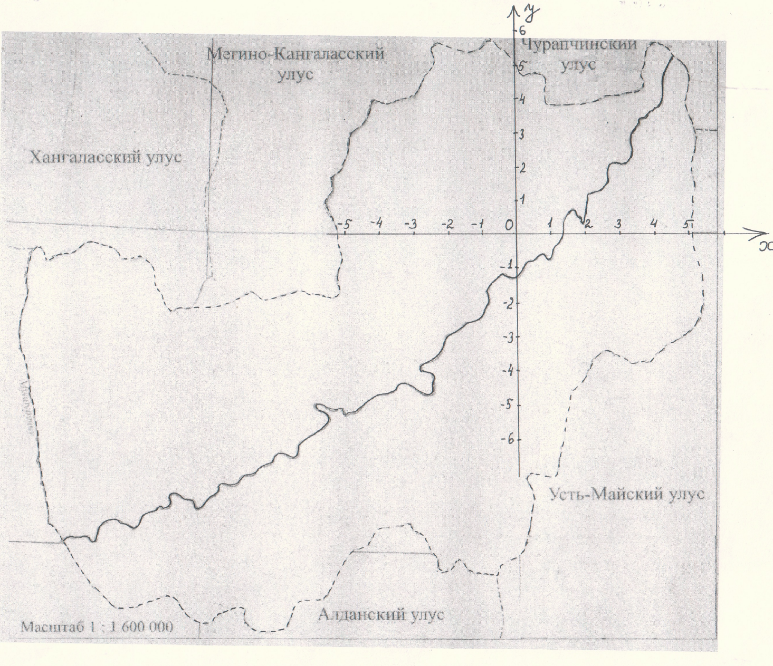 y
6
Мегино-Кангаласский
улус
Чурапчинский
улус
5
4
3
Хангаласский улус
2
1
-5 -4 -3 -2 -1 0 1 2 3 4 5
x
-1
-2
-3
-4
-5
-6
Усть-Майский улус
Алданский улус
Масштаб 1 : 1 600 000